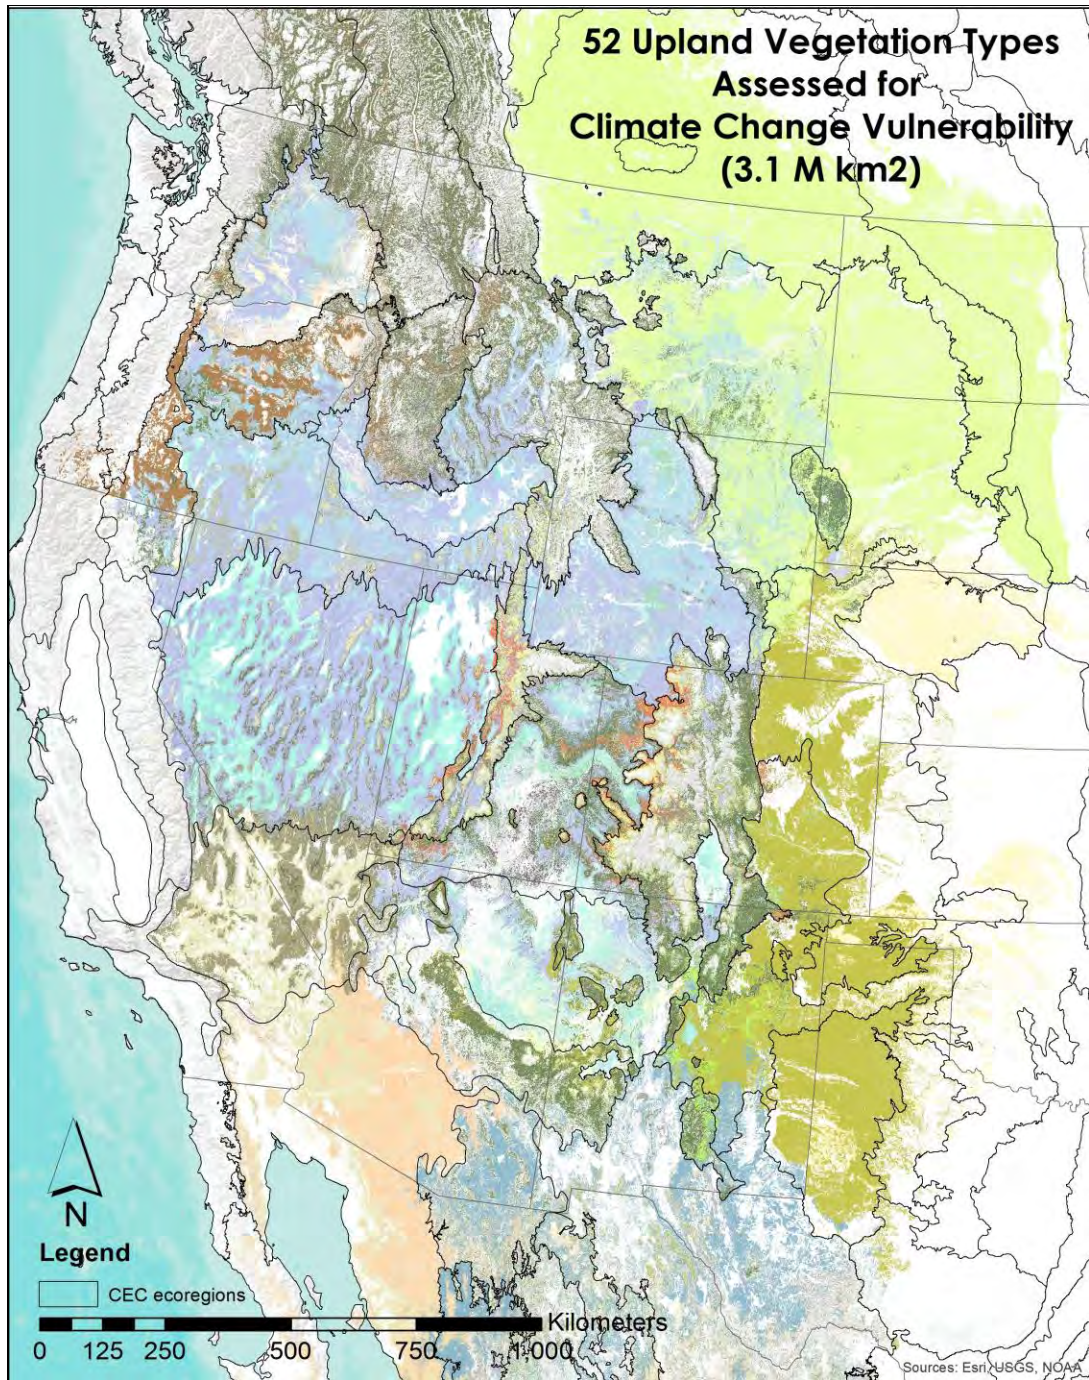 52 Upland Vegetation Types
Assessed for
Climate Change Vulnerability
(3.1 M km2)
N
Legend
CEC ecoregions
Kilometers
0 125 250 500 750 1,000
Sources: Esri, USGS, NOAA